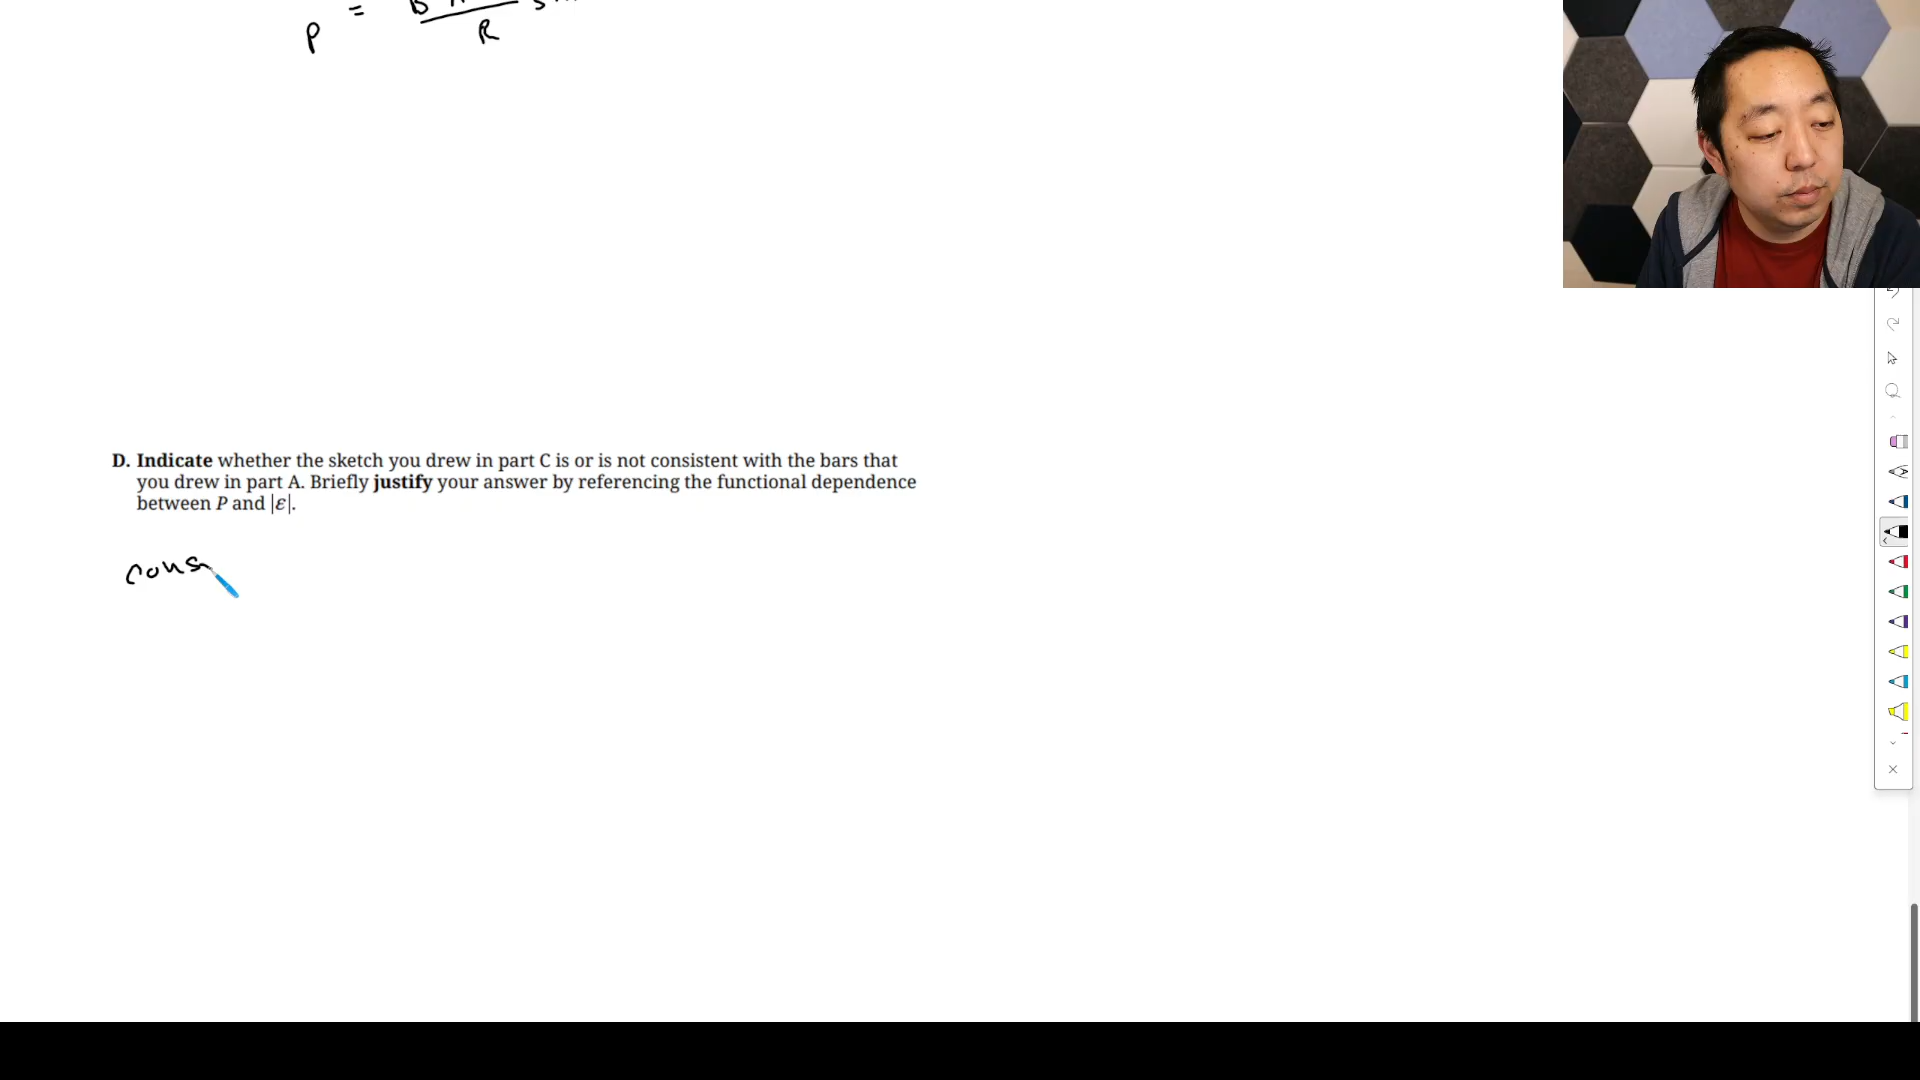 P = R
D. Indicate whether the sketch you drew in part C is or is not consistent with the bars that
you drew in part A. Briefly justify your answer by referencing the functional dependence
between P and |ε|.
cons